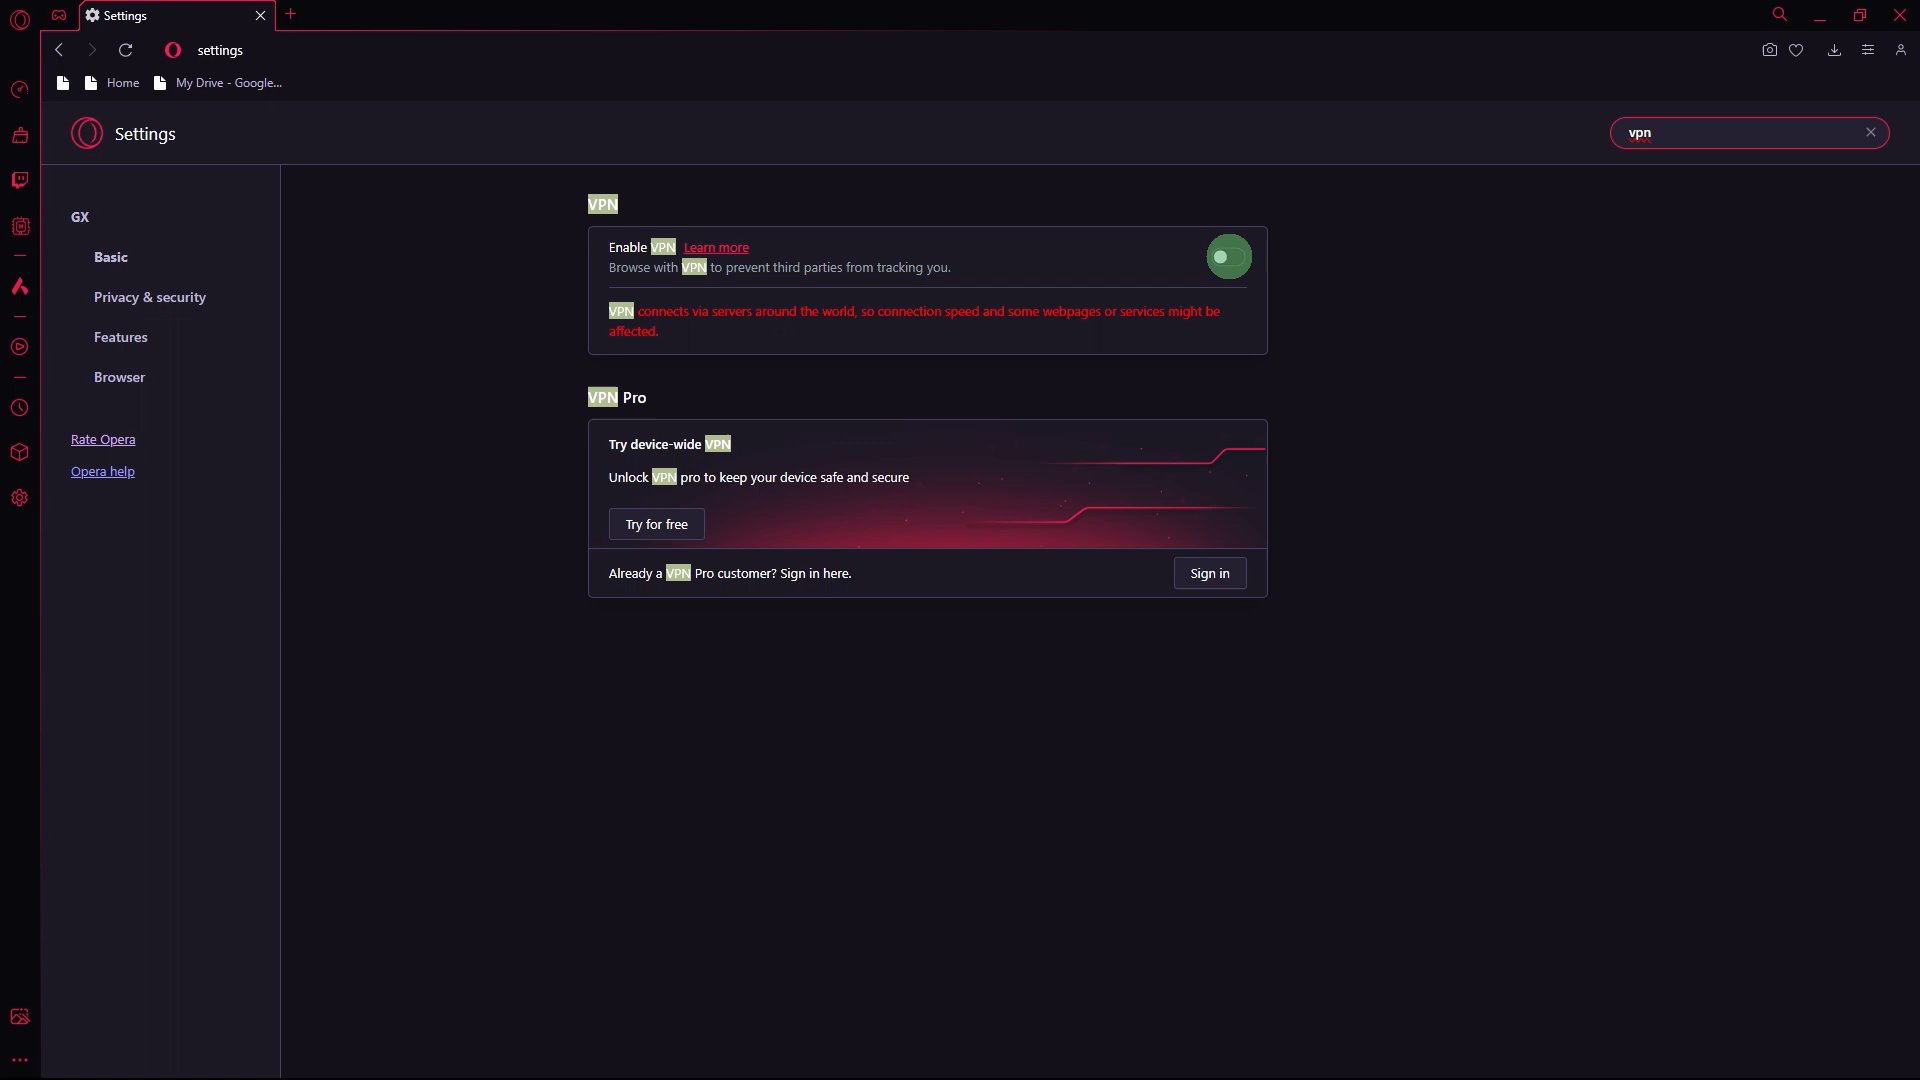 Settings
settings
Home
My Drive - Google...
Settings
vpn
GX
Basic
Privacy & security
Features
Browser
Rate Opera
Opera help
VPN
Enable VPN Learn more
Browse with VPN to prevent third parties from tracking you.
VPN connects via servers around the world, so connection speed and some webpages or services might be
affected.
VPN Pro
Try device-wide VPN
Unlock VPN pro to keep your device safe and secure
Try for free
Already a VPN Pro customer? Sign in here.
Sign in